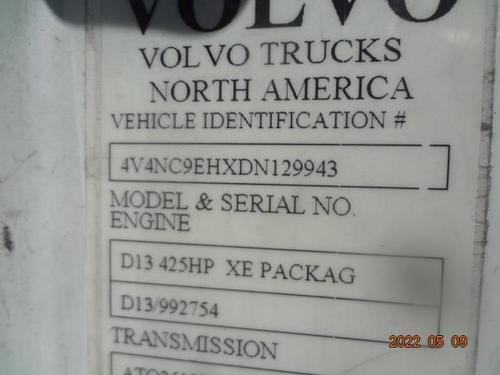 VOLVO
VOLVO TRUCKS
NORTH AMERICA
VEHICLE IDENTIFICATION #
4V4NC9EHXDN129943
MODEL & SERIAL NO.
ENGINE
D13 425HP XE PACKAG
D13/992754
TRANSMISSION
2022 05 09